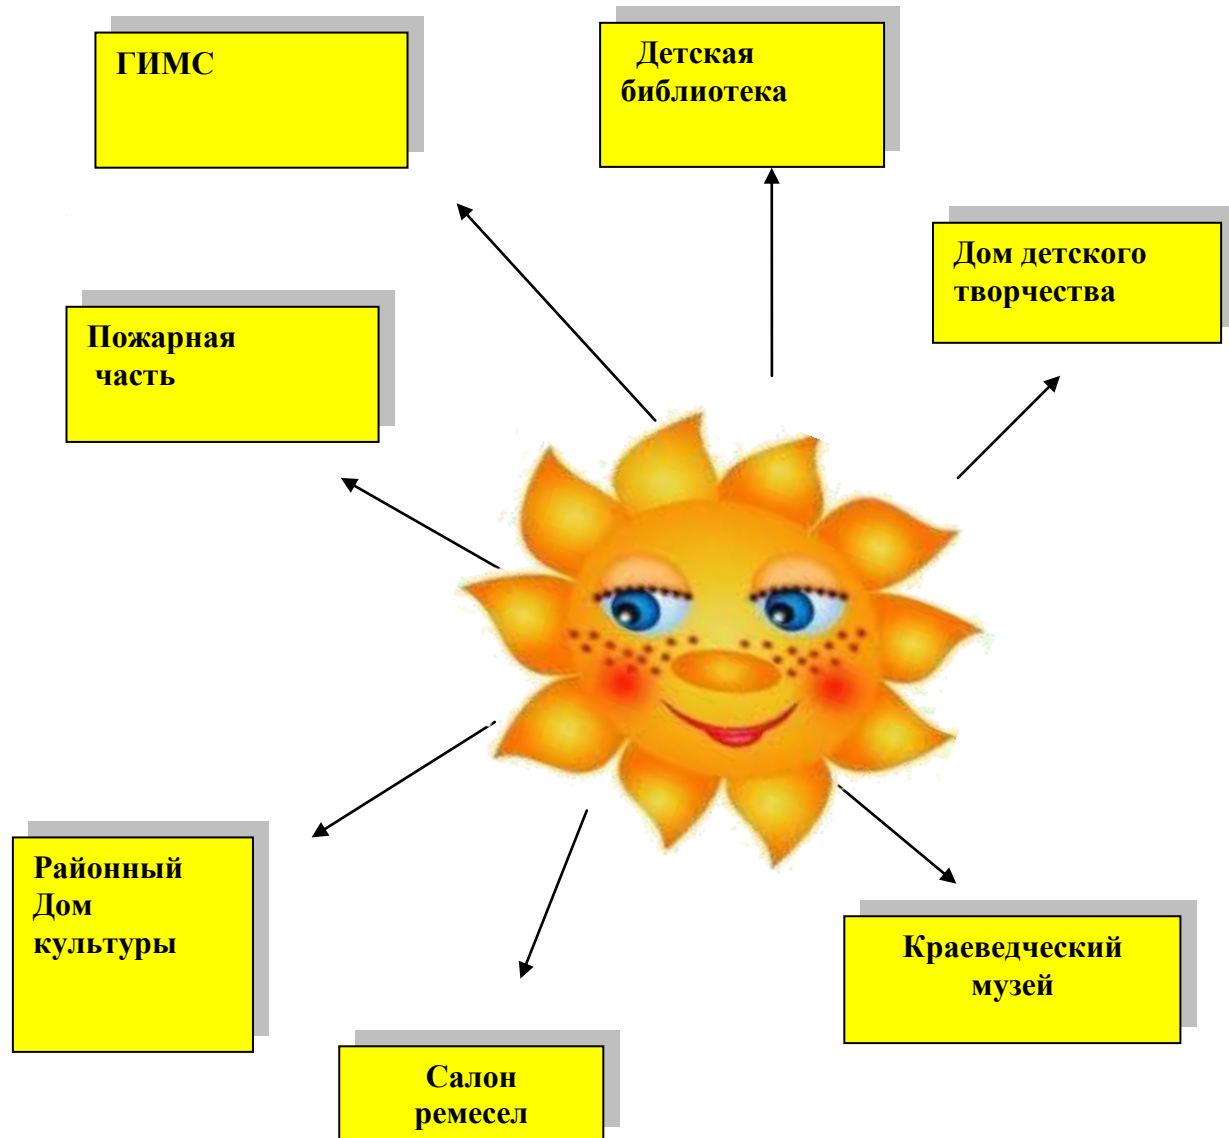 ГИМС
Детская
библиотека
Дом детского
творчества
Пожарная
часть
Районный
Дом
культуры
Краеведческий
музей
Салон
ремесел